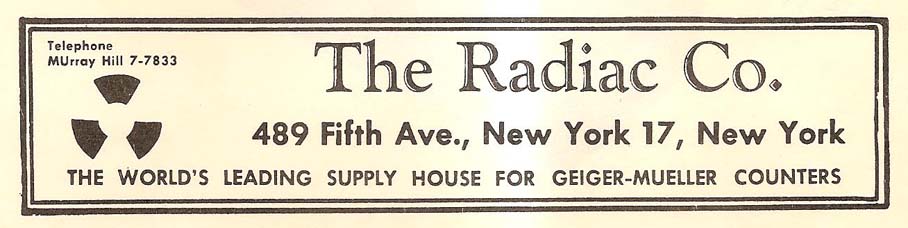 Telephone
MUrray Hill 7-7833
The Radiac Co.
489 Fifth Ave., New York 17, New York
THE WORLD'S LEADING SUPPLY HOUSE FOR GEIGER-MUELLER COUNTERS